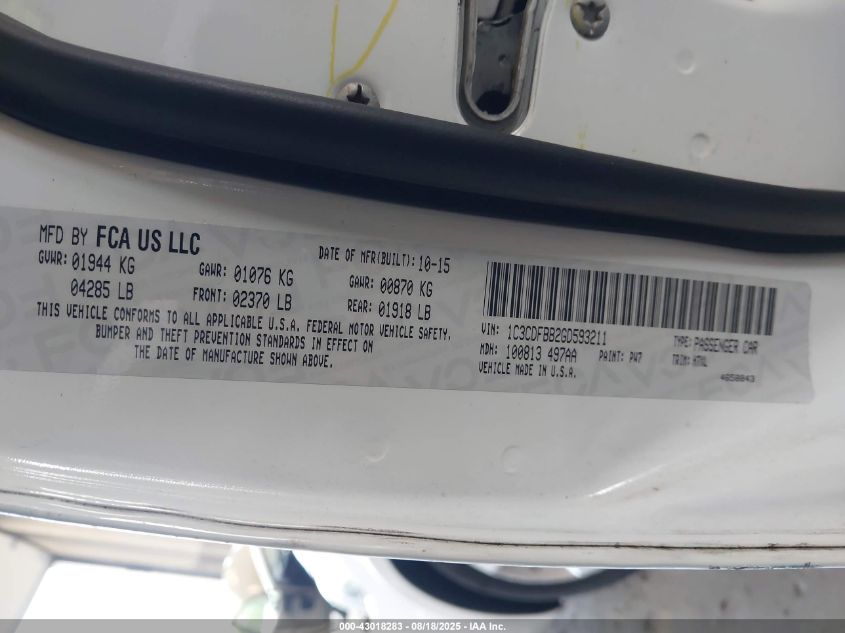 MFD BY FCA US LLC
DATE OF MFR(BUILT): 10-15
GVWR: 01944 KG
GAWR: 01076 KG
GAWR: 00870 KG
04285 LB
FRONT: 02370 LB
REAR: 01918 LB
THIS VEHICLE CONFORMS TO ALL APPLICABLE U.S.A. FEDERAL MOTOR VEHICLE SAFETY,
BUMPER AND THEFT PREVENTION STANDARDS IN EFFECT ON
THE DATE OF MANUFACTURE SHOWN ABOVE.
VIN: 1C3CDFBB2GD593211
TYPE: PASSENGER CAR
MDH: 100813 497AA
PAINT: PW7
TRIM:
VEHICLE MADE IN U.S.A.
4650043
000-43018283 - 08/18/2025 - IAA Inc.